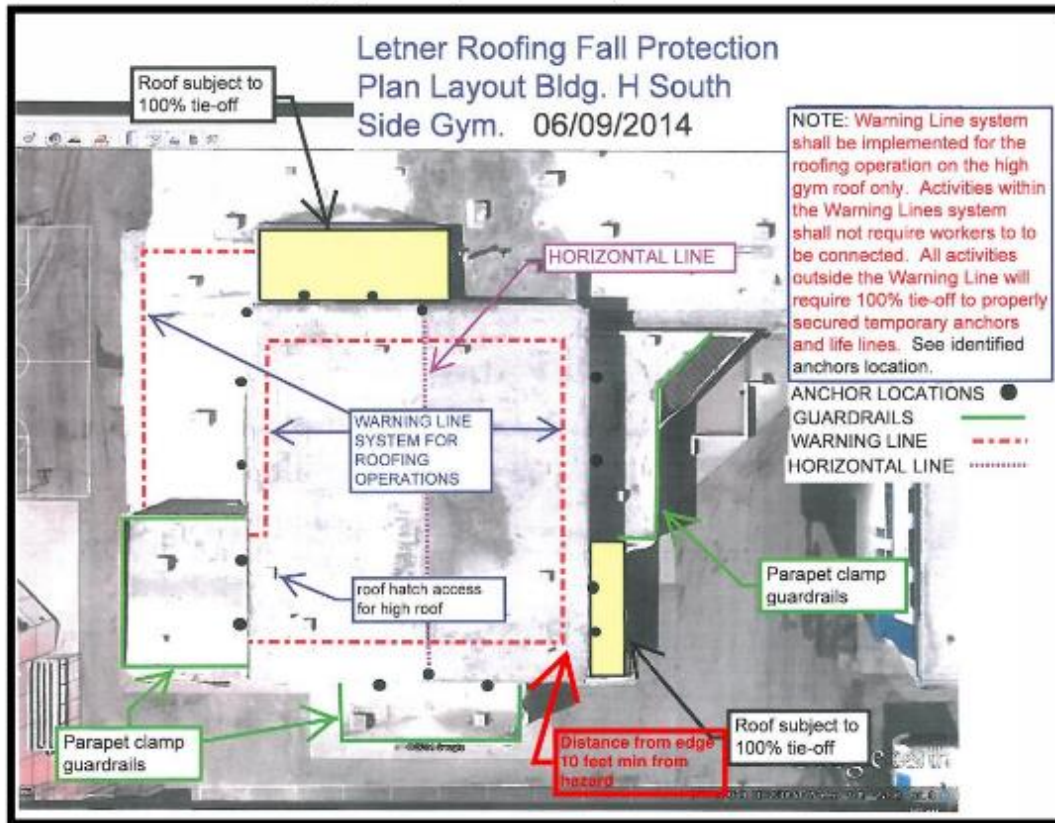 Letner Roofing Fall Protection
Plan Layout Bldg. H South
Side Gym. 06/09/2014
Roof subject to
100% tie-off
NOTE: Warning Line system
shall be implemented for the
roofing operation on the high
gym roof only. Activities within
the Warning Lines system
shall not require workers to to
be connected. All activities
outside the Warning Line will
require 100% tie-off to properly
secured temporary anchors
and life lines. See identified
anchors location.
ANCHOR LOCATIONS
GUARDRAILS
WARNING LINE
HORIZONTAL LINE
HORIZONTAL LINE
WARNING LINE
SYSTEM FOR
ROOFING
OPERATIONS
roof hatch access
for high roof
Parapet clamp
guardrails
Parapet clamp
guardrails
Distance from edge
10 feet min from
hazard
Roof subject to
100% tie-off